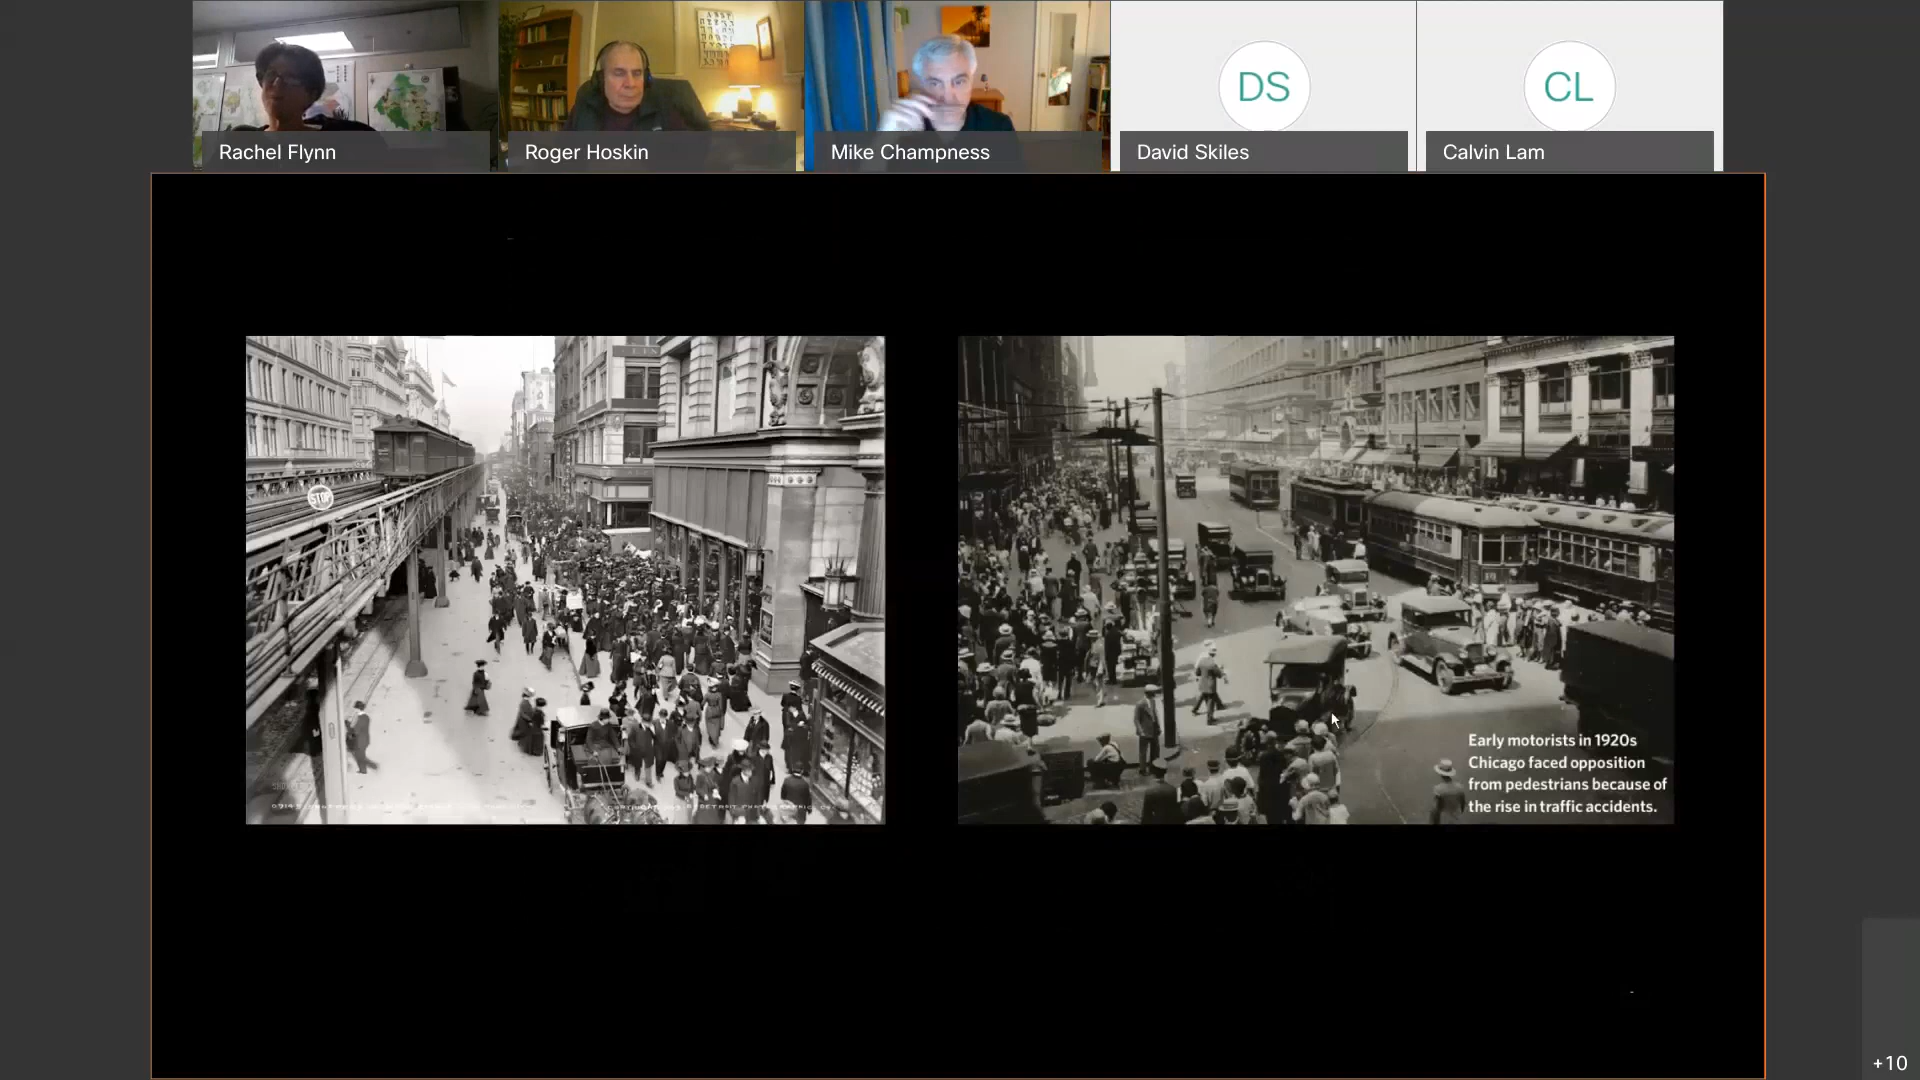 DS
CL
Rachel Flynn
Roger Hoskin
Mike Champness
David Skiles
Calvin Lam
STOP
Early motorists in 1920s
Chicago faced opposition
from pedestrians because of
the rise in traffic accidents.
+10